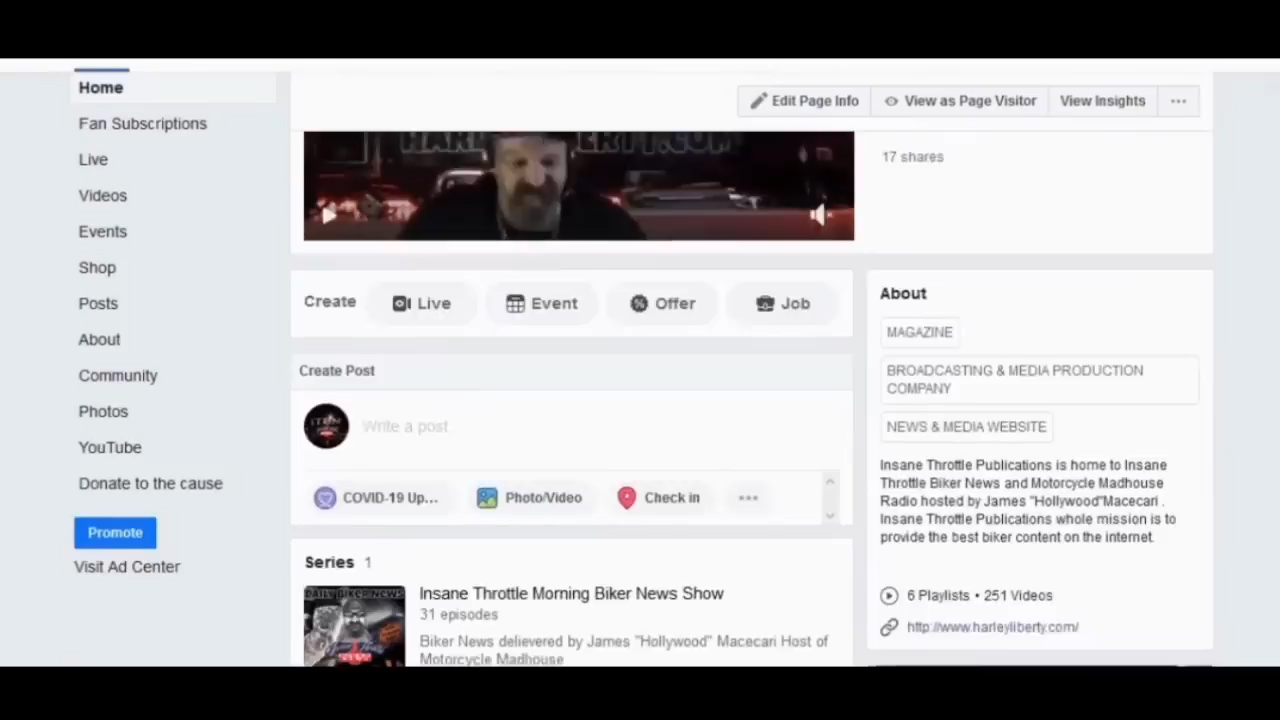 Home
Fan Subscriptions
Live
Videos
Events
Shop
Posts
About
Community
Photos
YouTube
Donate to the cause
Promote
Visit Ad Center
Edit Page Info
View as Page Visitor
View Insights
17 shares
Create
Live
Event
Offer
Job
Create Post
Write a post
COVID-19 Up...
Photo/Video
Check in
Series 1
DAILY BIKER NEWS
Insane Throttle Morning Biker News Show
31 episodes
Biker News delievered by James "Hollywood" Macecari Host of
Motorcycle Madhouse
About
MAGAZINE
BROADCASTING & MEDIA PRODUCTION
COMPANY
NEWS & MEDIA WEBSITE
Insane Throttle Publications is home to Insane
Throttle Biker News and Motorcycle Madhouse
Radio hosted by James "Hollywood"Macecari .
Insane Throttle Publications whole mission is to
provide the best biker content on the internet.
6 Playlists • 251 Videos
http://www.harleyliberty.com/